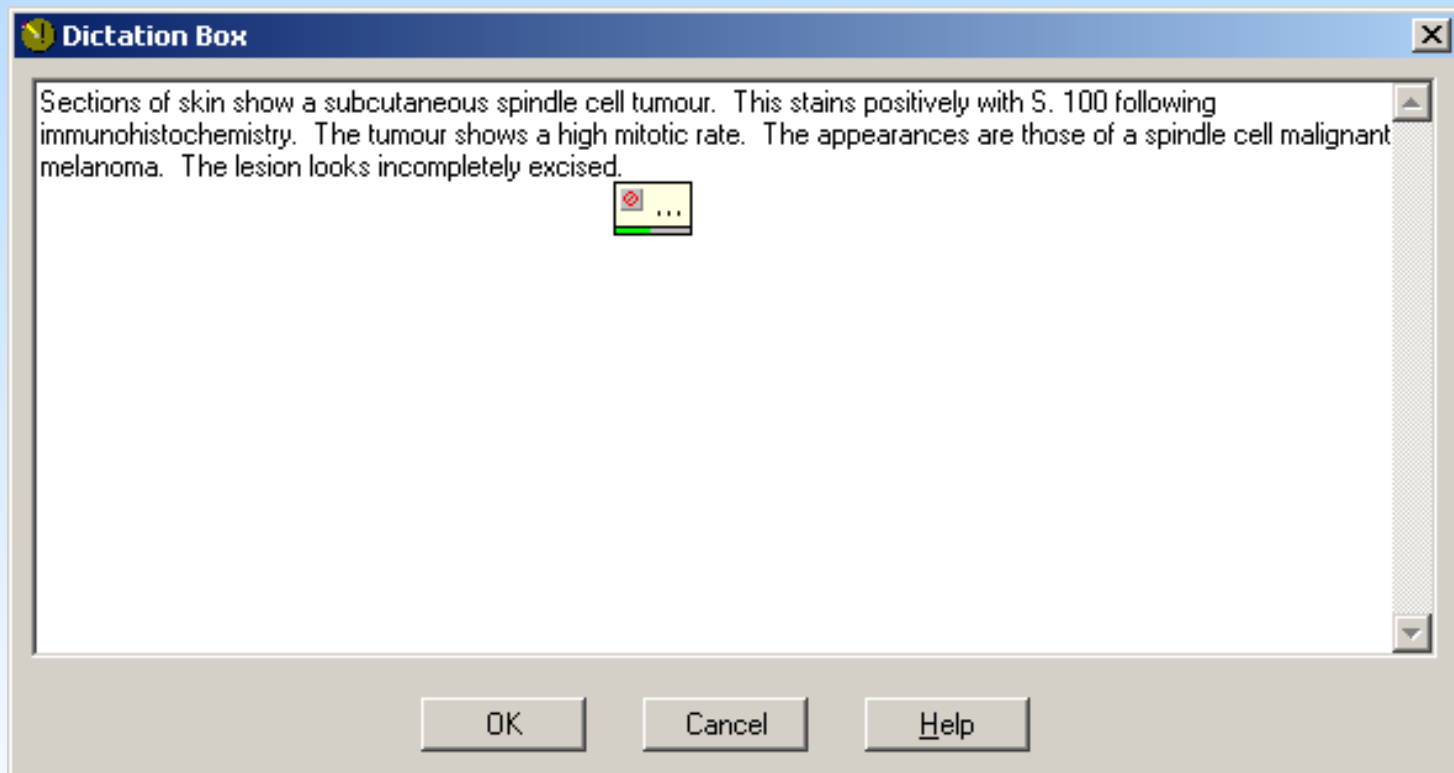 Dictation Box
Sections of skin show a subcutaneous spindle cell tumour.  This stains positively with S. 100 following
immunohistochemistry.  The tumour shows a high mitotic rate.  The appearances are those of a spindle cell malignant
melanoma.  The lesion looks incompletely excised.
...
OK
Cancel
Help